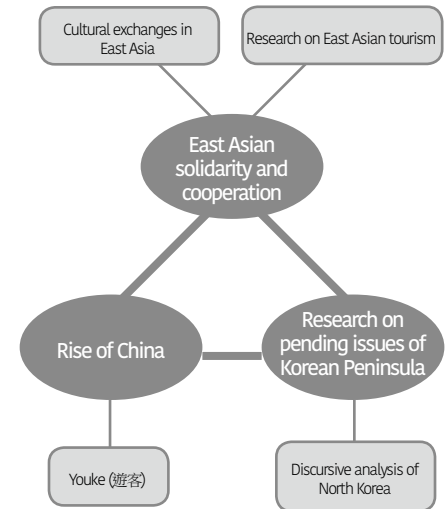 Cultural exchanges in
East Asia
Research on East Asian tourism
East Asian
solidarity and
cooperation
Rise of China
Research on
pending issues of
Korean Peninsula
Youke (遊客)
Discursive analysis of
North Korea